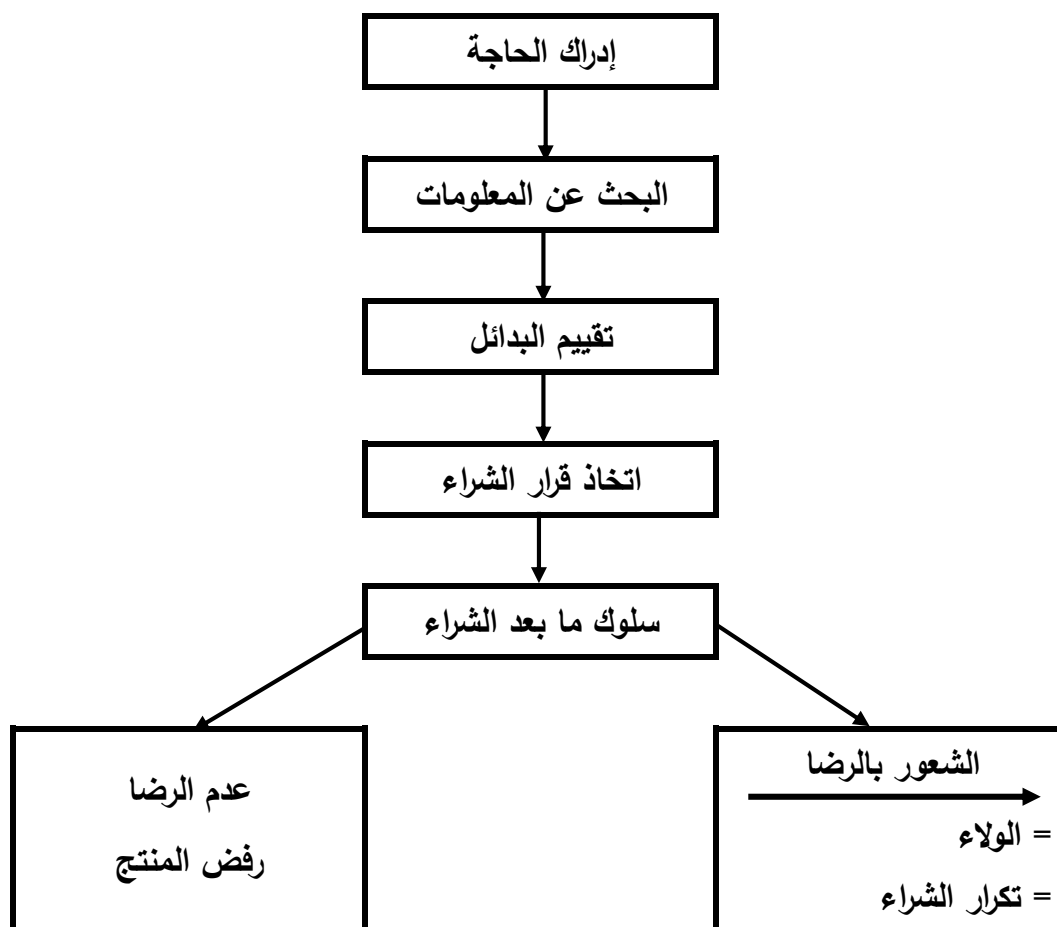 إدراك الحاجة
البحث عن المعلومات
تقييم البدائل
اتخاذ قرار الشراء
سلوك ما بعد الشراء
الشعور بالرضا
= الولاء
= تكرار الشراء
عدم الرضا
رفض المنتج